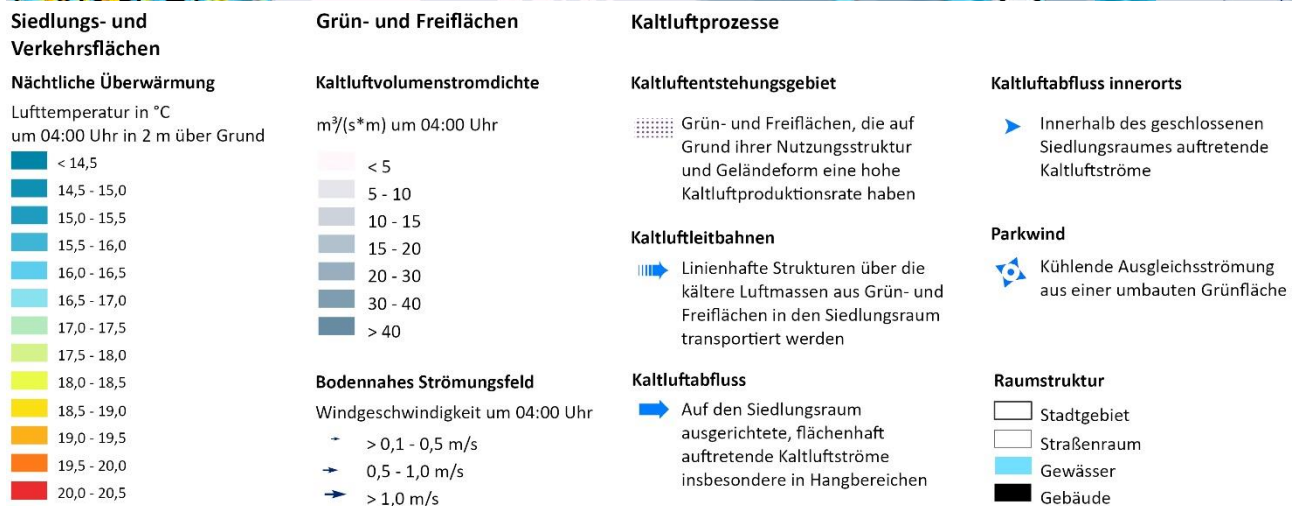 Siedlungs- und
Verkehrsflächen
Nächtliche Überwärmung
Lufttemperatur in °C
um 04:00 Uhr in 2 m über Grund
< 14,5
14,5 - 15,0
15,0 - 15,5
15,5 - 16,0
16,0 - 16,5
16,5 - 17,0
17,0 - 17,5
17,5 - 18,0
18,0 - 18,5
18,5 - 19,0
19,0 - 19,5
19,5 - 20,0
20,0 - 20,5
Grün- und Freiflächen
Kaltluftvolumenstromdichte
m³/(s*m) um 04:00 Uhr
< 5
5 - 10
10 - 15
15 - 20
20 - 30
30 - 40
> 40
Bodennahes Strömungsfeld
Windgeschwindigkeit um 04:00 Uhr
> 0,1 - 0,5 m/s
0,5 - 1,0 m/s
> 1,0 m/s
Kaltluftprozesse
Kaltluftentstehungsgebiet
Grün- und Freiflächen, die auf
Grund ihrer Nutzungsstruktur
und Geländeform eine hohe
Kaltluftproduktionsrate haben
Kaltluftleitbahnen
Linienhafte Strukturen über die
kältere Luftmassen aus Grün- und
Freiflächen in den Siedlungsraum
transportiert werden
Kaltluftabfluss
Auf den Siedlungsraum
ausgerichtete, flächenhaft
auftretende Kaltluftströme
insbesondere in Hangbereichen
Kaltluftabfluss innerorts
Innerhalb des geschlossenen
Siedlungsraumes auftretende
Kaltluftströme
Parkwind
Kühlende Ausgleichsströmung
aus einer umbauten Grünfläche
Raumstruktur
Stadtgebiet
Straßenraum
Gewässer
Gebäude